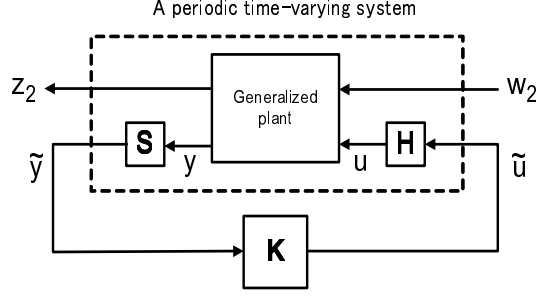 A periodic time-varying system
z2
Generalized
plant
w2
S
H
ỹ
y
u
ũ
K